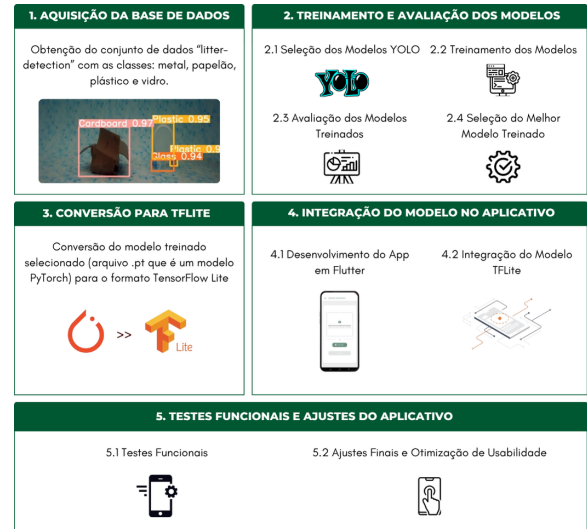 1. AQUISIÇÃO DA BASE DE DADOS
Obtenção do conjunto de dados "litter-
detection" com as classes: metal, papelão,
plástico e vidro.
Cardboard 0.97
Plastic 0.95
Plastic 0.9
Glass 0.94
2. TREINAMENTO E AVALIAÇÃO DOS MODELOS
2.1 Seleção dos Modelos YOLO
2.2 Treinamento dos Modelos
YOLO
2.3 Avaliação dos Modelos
Treinados
2.4 Seleção do Melhor
Modelo Treinado
3. CONVERSÃO PARA TFLITE
Conversão do modelo treinado
selecionado (arquivo .pt que é um modelo
PyTorch) para o formato TensorFlow Lite
>>
Lite
4. INTEGRAÇÃO DO MODELO NO APLICATIVO
4.1 Desenvolvimento do App
em Flutter
4.2 Integração do Modelo
TFLite
5. TESTES FUNCIONAIS E AJUSTES DO APLICATIVO
5.1 Testes Funcionais
5.2 Ajustes Finais e Otimização de Usabilidade